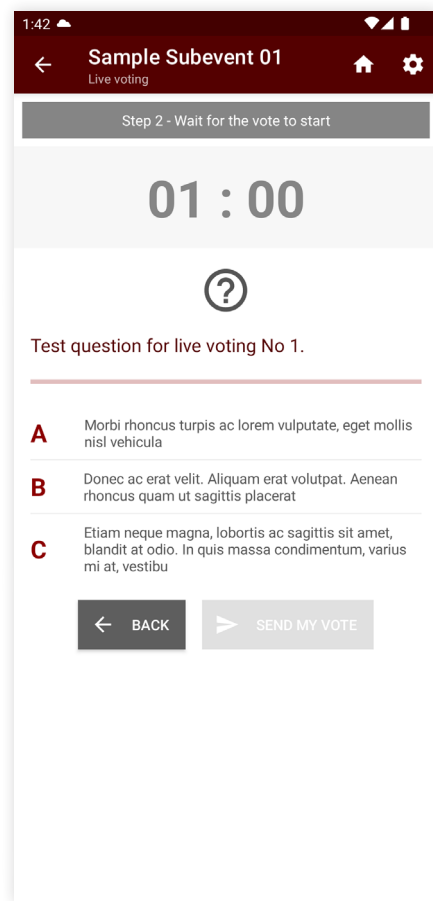 1:42
Sample Subevent 01
Live voting
Step 2 - Wait for the vote to start
01 : 00
?
Test question for live voting No 1.
A
Morbi rhoncus turpis ac lorem vulputate, eget mollis
nisl vehicula
B
Donec ac erat velit. Aliquam erat volutpat. Aenean
rhoncus quam ut sagittis placerat
C
Etiam neque magna, lobortis ac sagittis sit amet,
blandit at odio. In quis massa condimentum, varius
mi at, vestibu
BACK
SEND MY VOTE